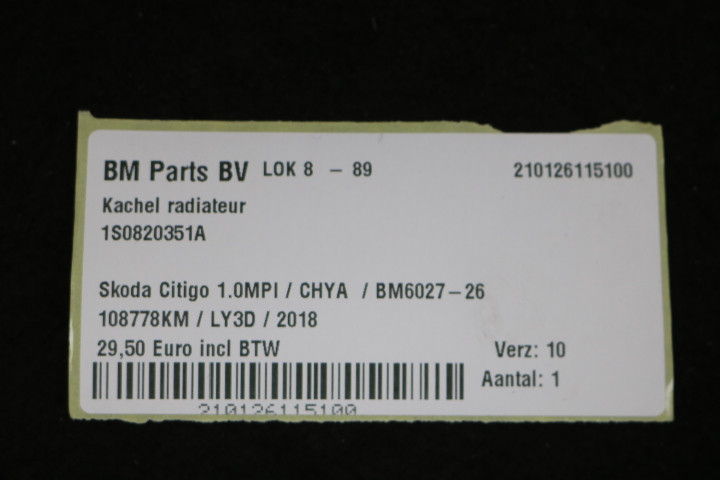 BM Parts BV LOK 8 - 89 210126115100
Kachel radiateur
1S0820351A
Skoda Citigo 1.0MPI / CHYA / BM6027-26
108778KM / LY3D / 2018
29,50 Euro incl BTW Verz: 10
Aantal: 1
210126115100